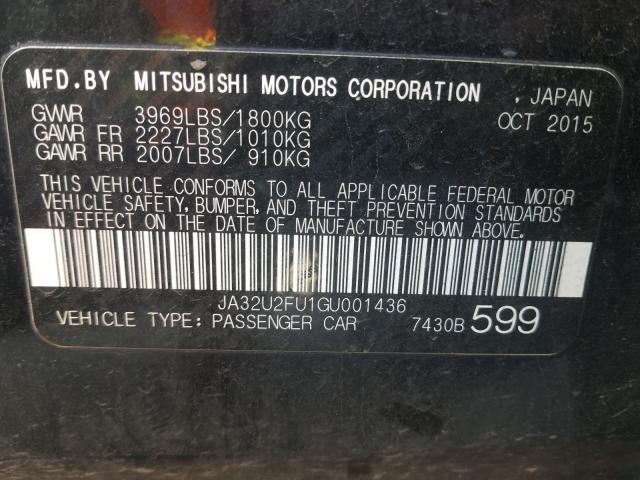 MFD.BY MITSUBISHI MOTORS CORPORATION , JAPAN
GVWR 3969LBS/1800KG OCT 2015
GAWR FR 2227LBS/1010KG
GAWR RR 2007LBS/ 910KG
THIS VEHICLE CONFORMS TO ALL APPLICABLE FEDERAL MOTOR
VEHICLE SAFETY, BUMPER, AND THEFT PREVENTION STANDARDS
IN EFFECT ON THE DATE OF MANUFACTURE SHOWN ABOVE.
JA32U2FU1GU001436
VEHICLE TYPE: PASSENGER CAR 7430B 599